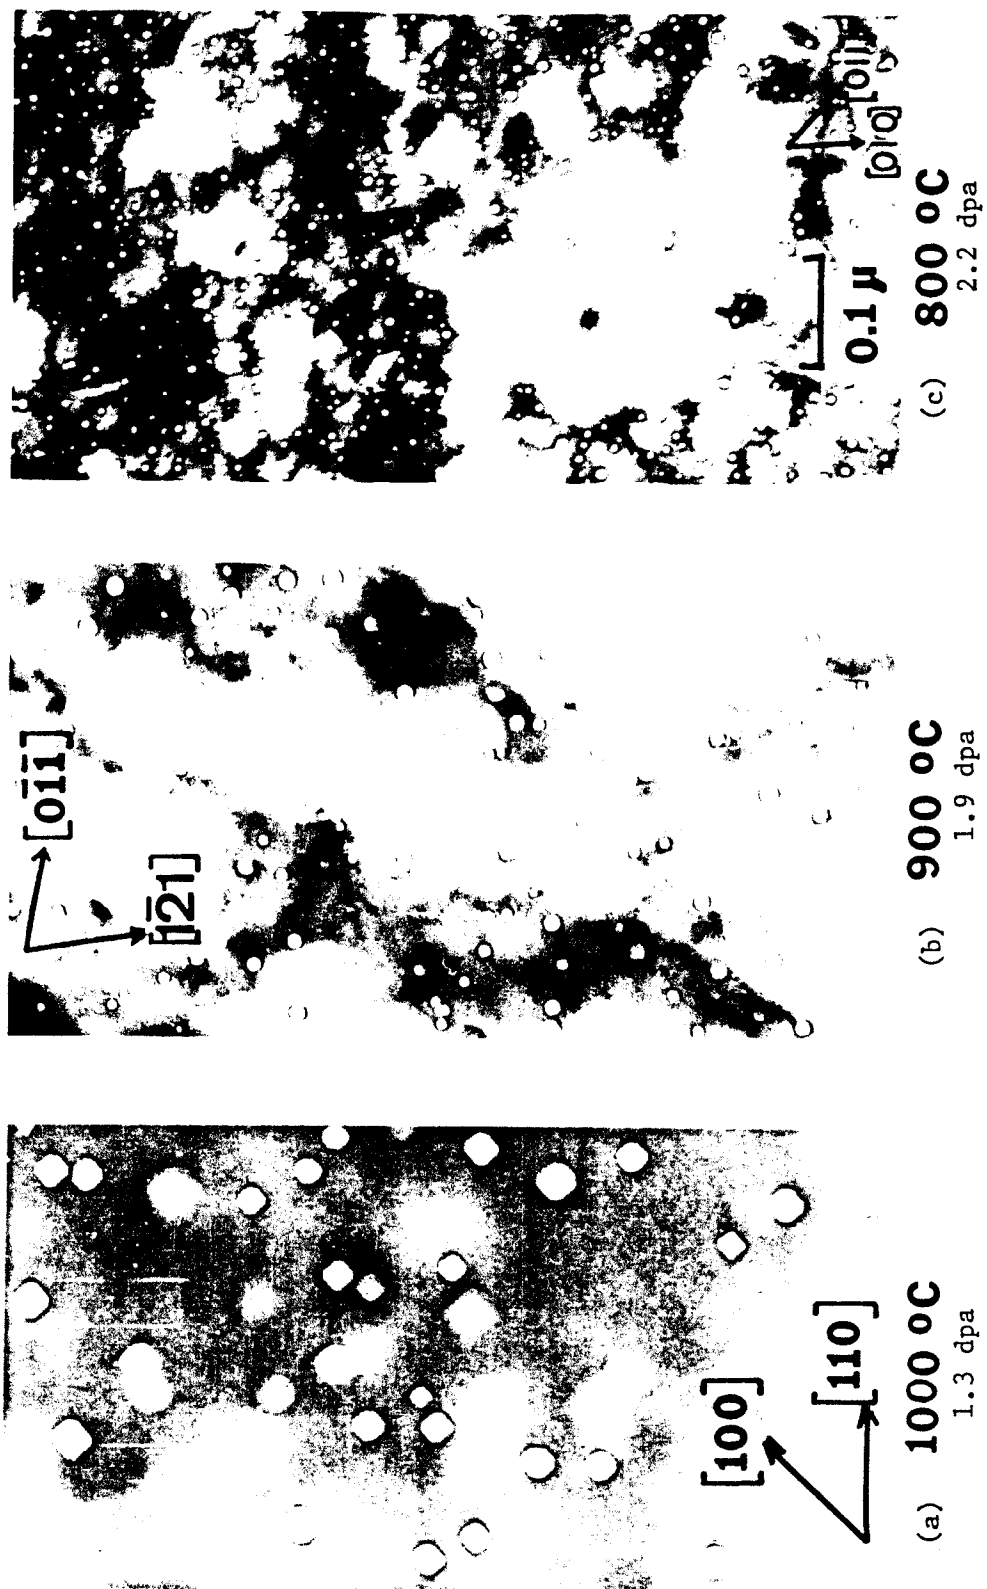 [100]
[110]
(a) 1000 oC
1.3 dpa
[01̄1̄]
[1̄2̄1]
(b) 900 oC
1.9 dpa
[010] [011]
0.1 μ
(c) 800 oC
2.2 dpa